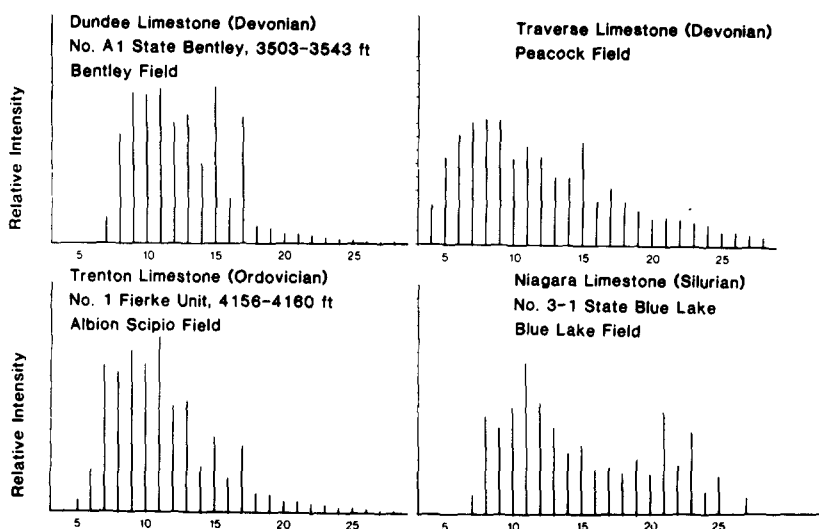 Dundee Limestone (Devonian)
No. A1 State Bentley, 3503-3543 ft
Bentley Field
Relative Intensity
5 10 15 20 25
Traverse Limestone (Devonian)
Peacock Field
5 10 15 20 25
Trenton Limestone (Ordovician)
No. 1 Fierke Unit, 4156-4160 ft
Albion Scipio Field
Relative Intensity
5 10 15 20 25
Niagara Limestone (Silurian)
No. 3-1 State Blue Lake
Blue Lake Field
5 10 15 20 25